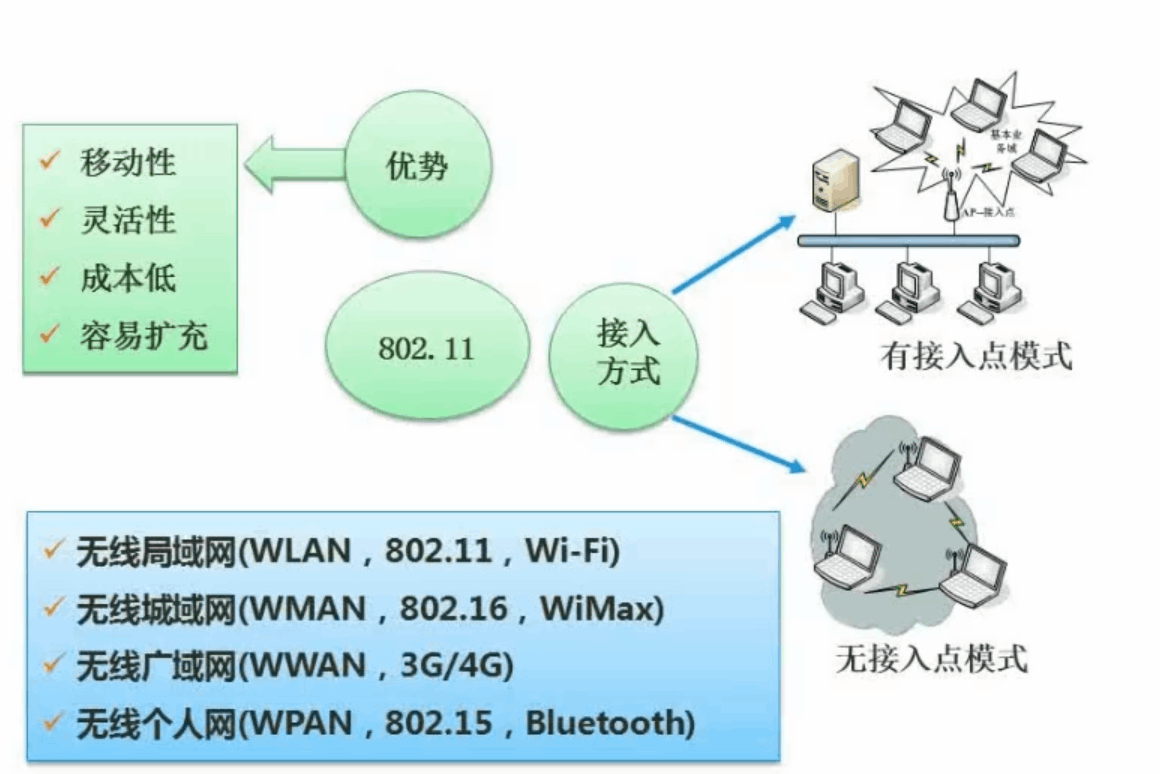 优势
移动性
灵活性
成本低
容易扩充
802.11
接入
方式
基本业
务域
AP-接入点
有接入点模式
无接入点模式
无线局域网(WLAN，802.11，Wi-Fi)
无线城域网(WMAN，802.16，WiMax)
无线广域网(WWAN，3G/4G)
无线个人网(WPAN，802.15，Bluetooth)